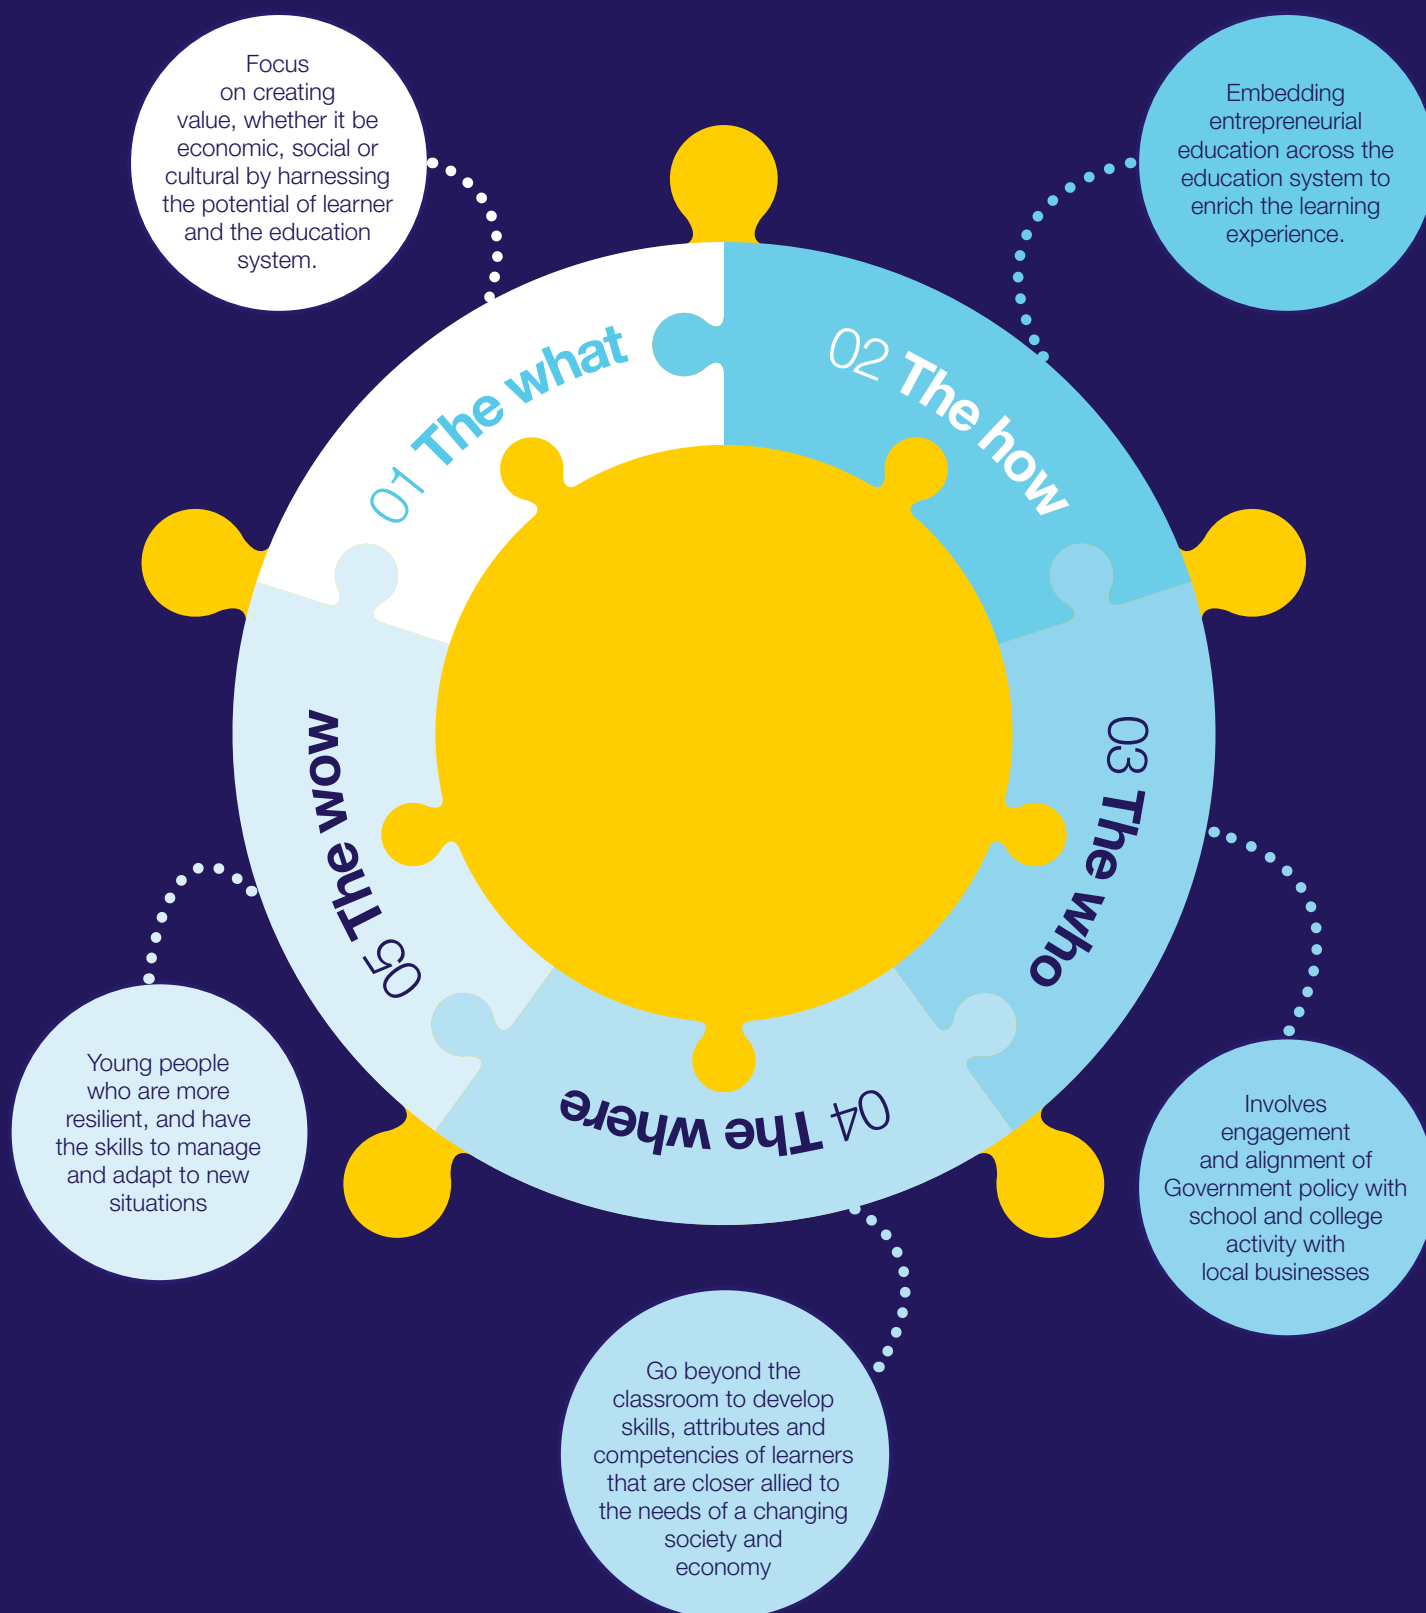 Focus
on creating
value, whether it be
economic, social or
cultural by harnessing
the potential of learner
and the education
system.
Embedding
entrepreneurial
education across the
education system to
enrich the learning
experience.
01 The what
02 The how
03 The who
04 The where
05 The wow
Involves
engagement
and alignment of
Government policy with
school and college
activity with
local businesses
Go beyond the
classroom to develop
skills, attributes and
competencies of learners
that are closer allied to
the needs of a changing
society and
economy
Young people
who are more
resilient, and have
the skills to manage
and adapt to new
situations